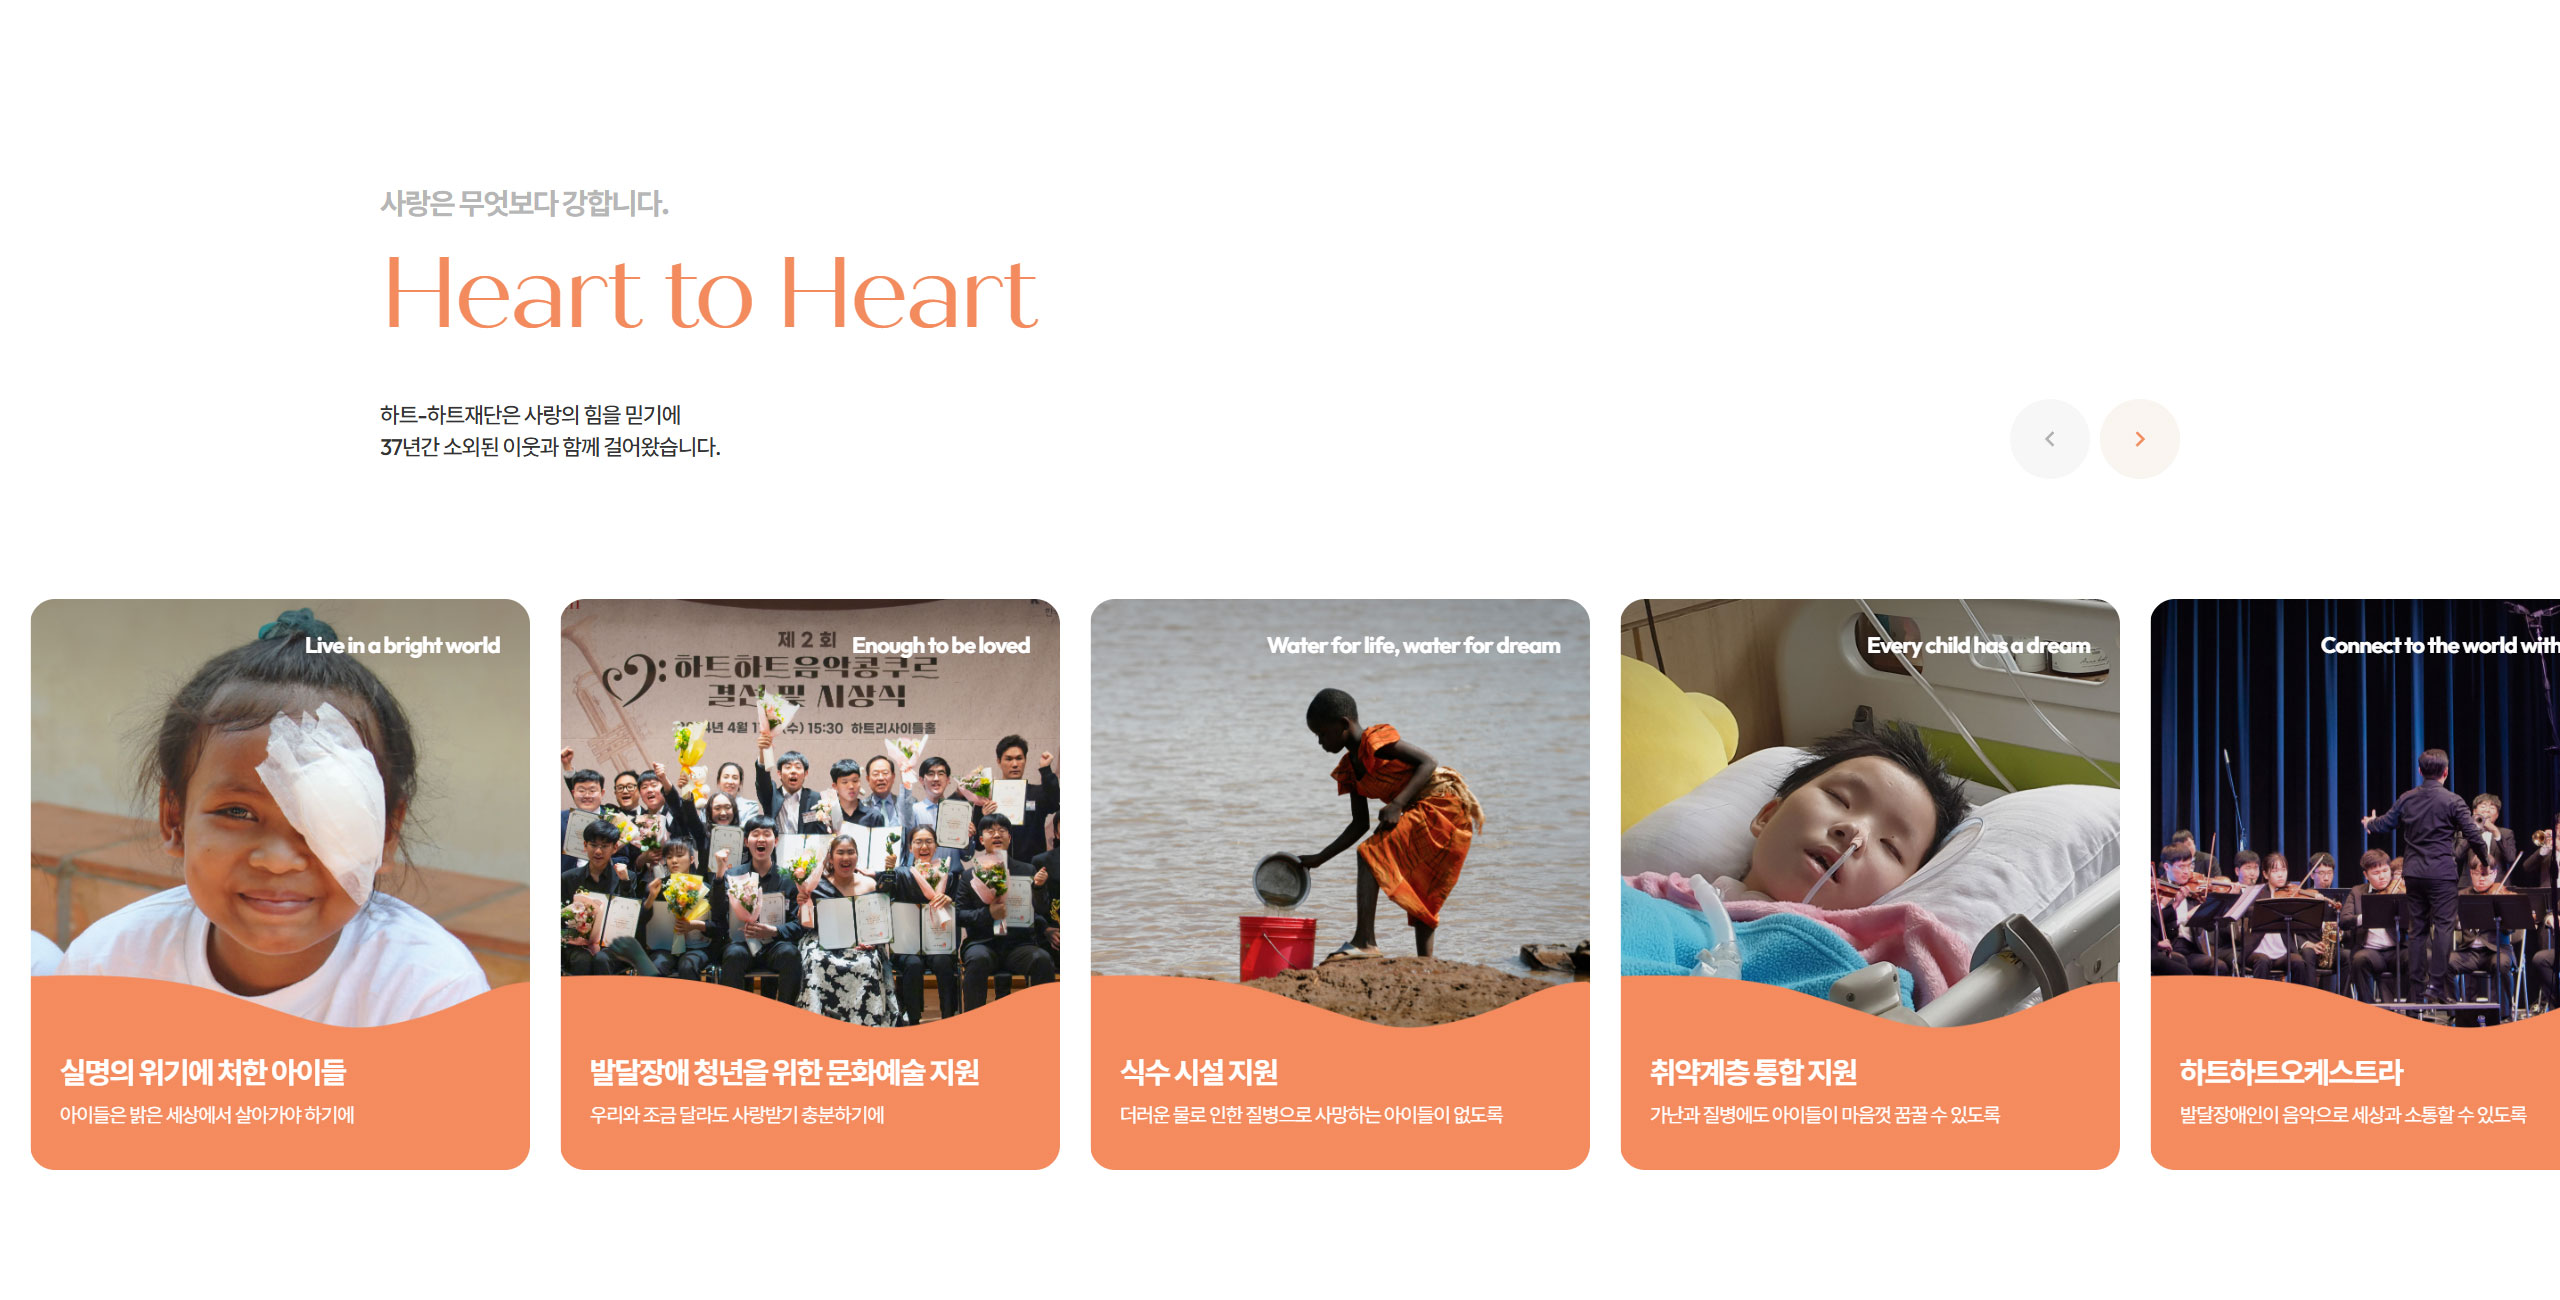 사랑은 무엇보다 강합니다.
Heart to Heart
하트-하트재단은 사랑의 힘을 믿기에
37년간 소외된 이웃과 함께 걸어왔습니다.
Live in a bright world
실명의 위기에 처한 아이들
아이들은 밝은 세상에서 살아가야 하기에
Enough to be loved
제 2 회
하트하트음악콩쿠르
결선 및 시상식
4월 (수) 15:30 하트리사이틀홀
발달장애 청년을 위한 문화예술 지원
우리와 조금 달라도 사랑받기 충분하기에
Water for life, water for dream
식수 시설 지원
더러운 물로 인한 질병으로 사망하는 아이들이 없도록
Every child has a dream
취약계층 통합 지원
가난과 질병에도 아이들이 마음껏 꿈꿀 수 있도록
Connect to the world with
하트하트오케스트라
발달장애인이 음악으로 세상과 소통할 수 있도록